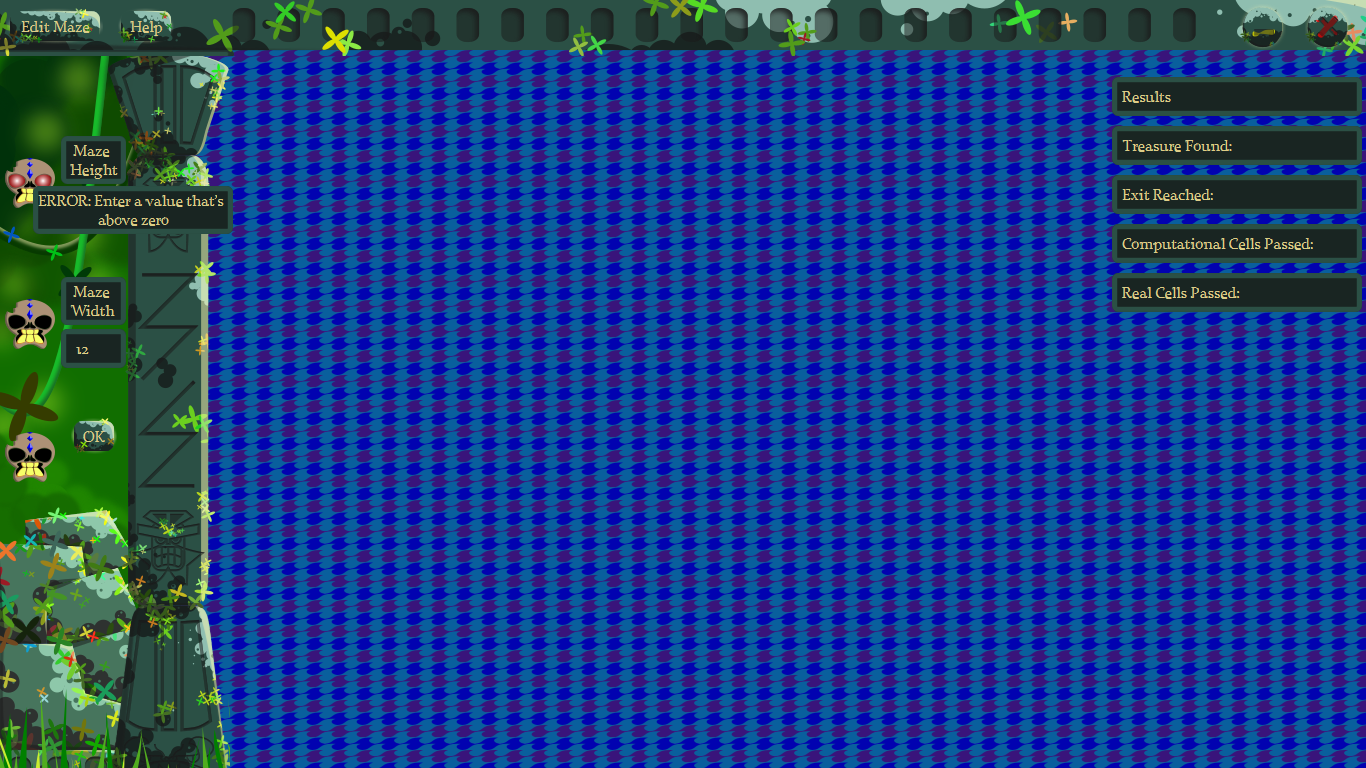 Edit Maze
Help
Maze
Height
ERROR: Enter a value that's
above zero
Maze
Width
12
OK
Results
Treasure Found:
Exit Reached:
Computational Cells Passed:
Real Cells Passed: